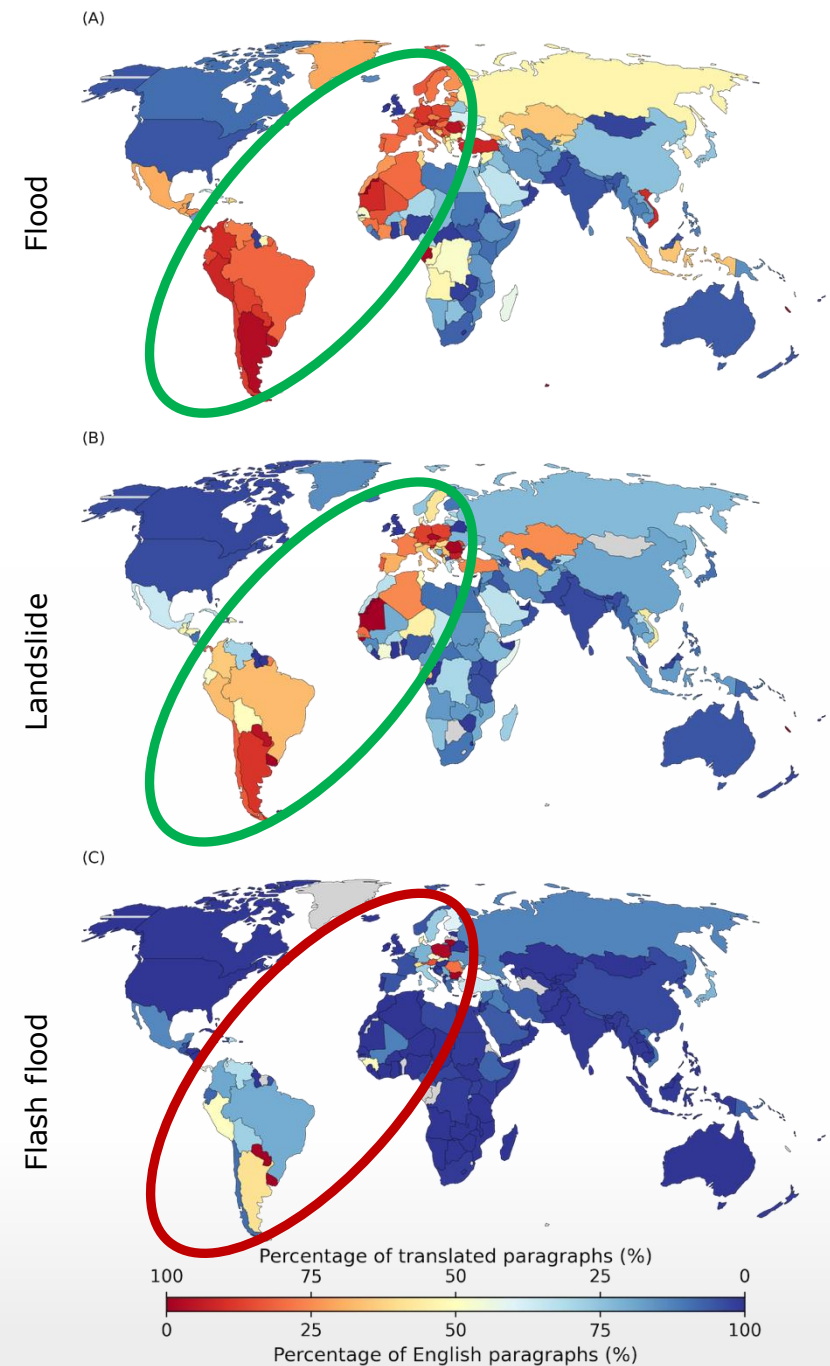 (A)
Flood
(B)
Landslide
(C)
Flash flood
Percentage of translated paragraphs (%)
100 75 50 25 0
0 25 50 75 100
Percentage of English paragraphs (%)